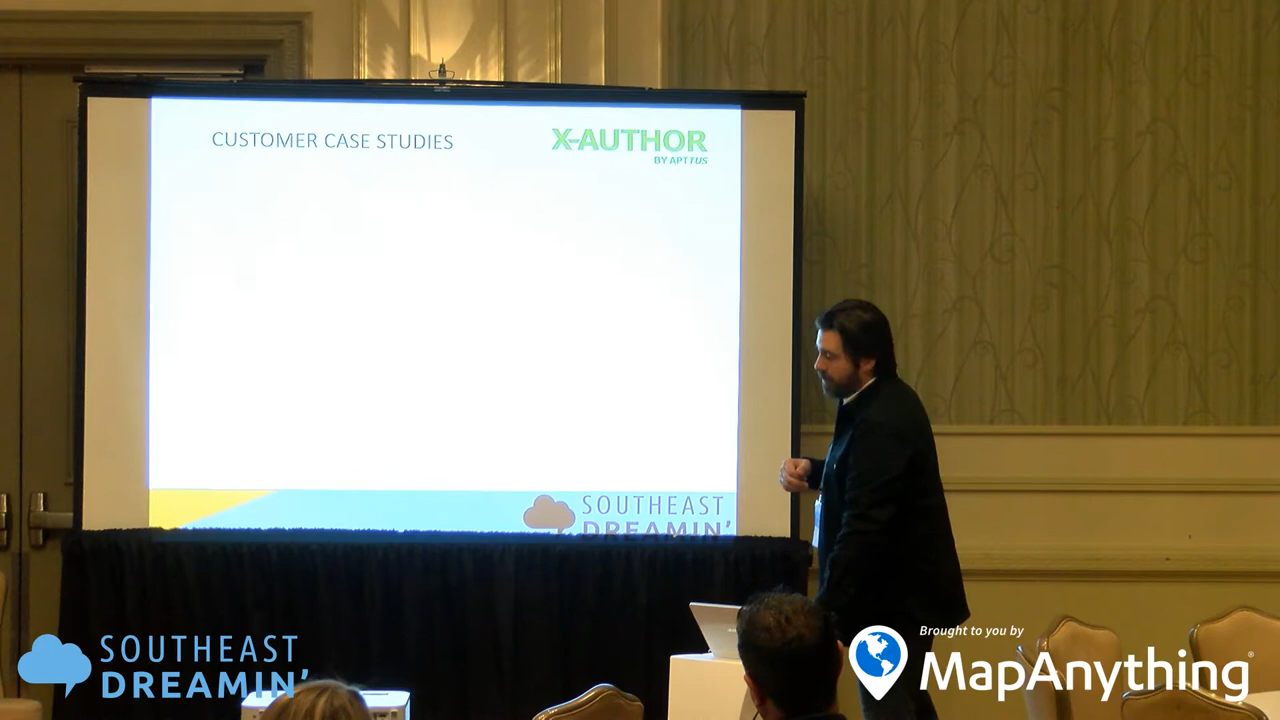 CUSTOMER CASE STUDIES
X-AUTHOR
BY APTTUS
SOUTHEAST
DREAMIN'
SOUTHEAST
DREAMIN'
Brought to you by
MapAnything®